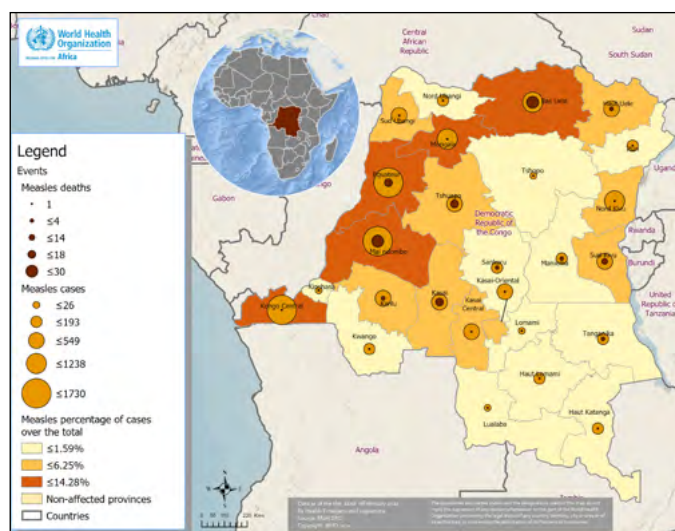 World Health
Organization
Africa
Legend
Events
Measles deaths
1
≤4
≤14
≤18
≤30
Measles cases
≤26
≤193
≤549
≤1238
≤1730
Measles percentage of cases
over the total
≤1.59%
≤6.25%
≤14.28%
Non-affected provinces
Countries
Central
African
Republic
Sudan
South Sudan
Nord Ubangi
Sud Ubangi
Bas Uele
Haut Uele
Mongala
Ituri
Tshopo
Equateur
Tshuapa
Nord Kivu
Uganda
Gabon
Democratic
Republic of
the Congo
Rwanda
Mai ndombe
Sankuru
Maniema
Sud Kivu
Burundi
Kinshasa
Kasai-Oriental
Kongo Central
Kwilu
Kasai
Kasai
Central
United
Republic of
Tanzania
Kwango
Lomami
Tanganyika
Haut Lomami
Lualaba
Haut Katanga
Angola